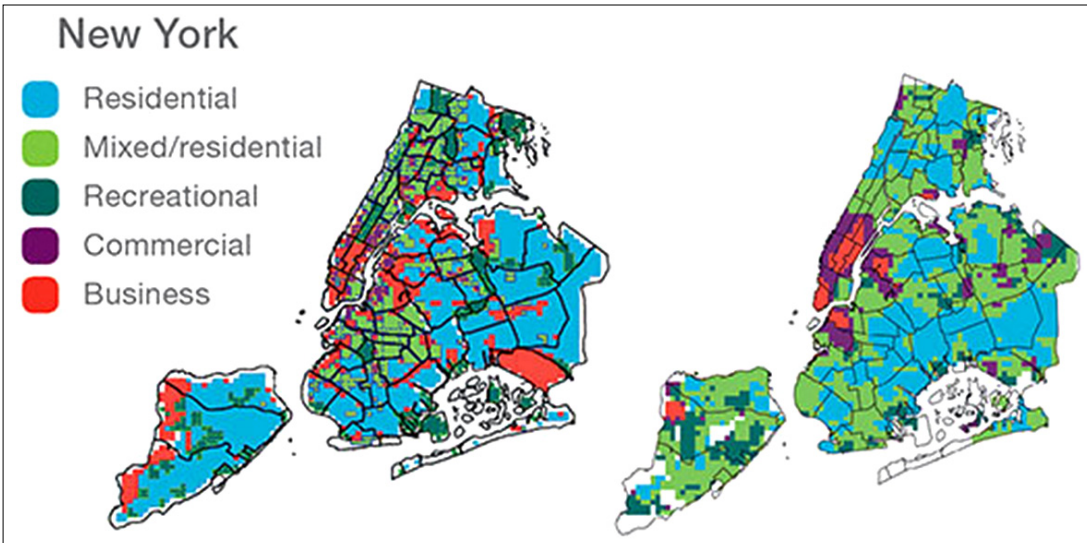 New York
Residential
Mixed/residential
Recreational
Commercial
Business